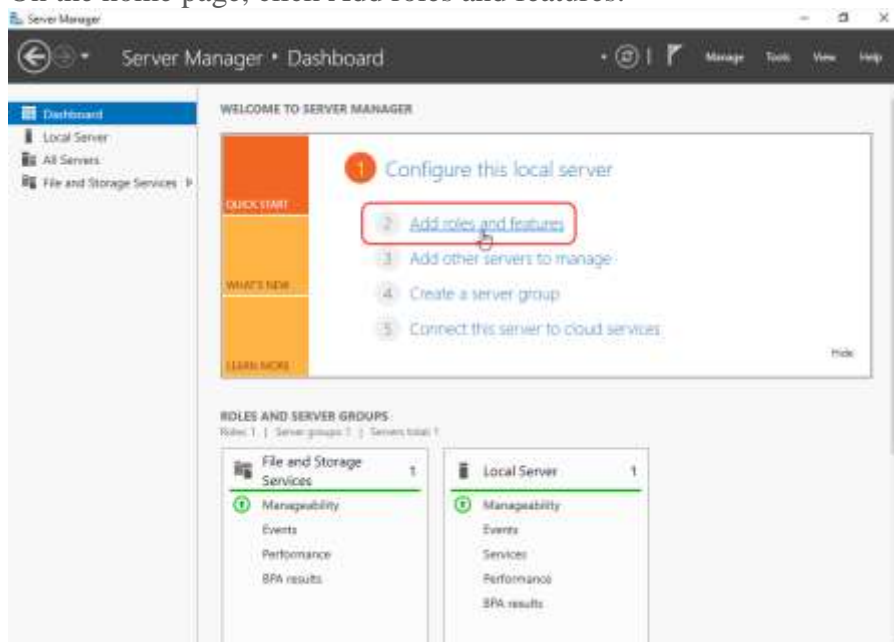 On the home page, click Add roles and features.
Server Manager
Server Manager • Dashboard
Manage Tools View Help
Dashboard
Local Server
All Servers
File and Storage Services
WELCOME TO SERVER MANAGER
QUICK START
WHAT'S NEW
LEARN MORE
1 Configure this local server
2 Add roles and features
3 Add other servers to manage
4 Create a server group
5 Connect this server to cloud services
Hide
ROLES AND SERVER GROUPS
Roles: 1 | Server groups: 1 | Servers total: 1
File and Storage Services 1
Manageability
Events
Performance
BPA results
Local Server 1
Manageability
Events
Services
Performance
BPA results